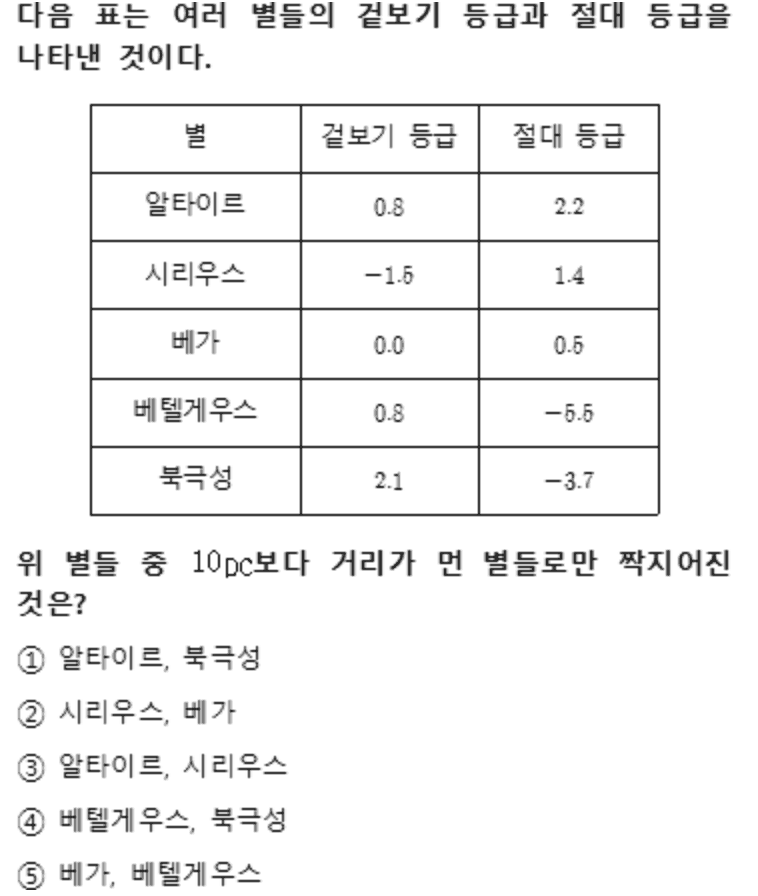 다음 표는 여러 별들의 겉보기 등급과 절대 등급을
나타낸 것이다.
별 겉보기 등급 절대 등급
알타이르 0.8 2.2
시리우스 −1.5 1.4
베가 0.0 0.5
베텔게우스 0.8 −5.5
북극성 2.1 −3.7
위 별들 중 10pc보다 거리가 먼 별들로만 짝지어진
것은?
① 알타이르, 북극성
② 시리우스, 베가
③ 알타이르, 시리우스
④ 베텔게우스, 북극성
⑤ 베가, 베텔게우스